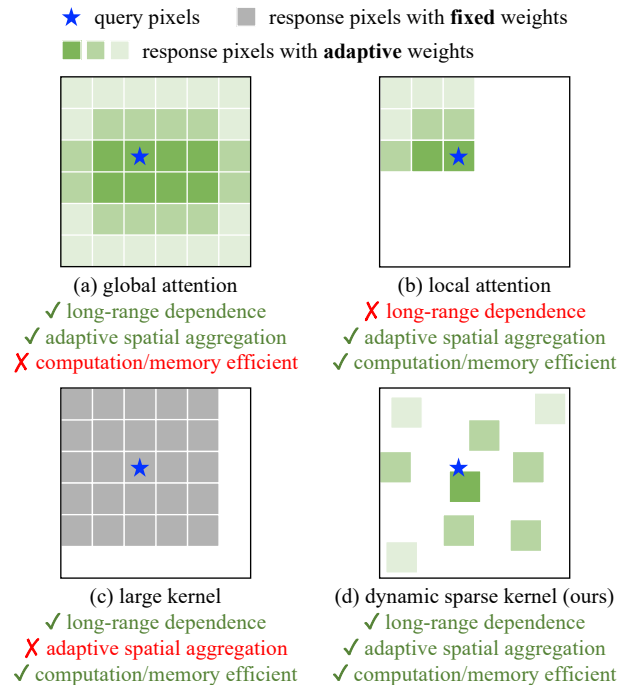 query pixels response pixels with fixed weights
response pixels with adaptive weights
(a) global attention
✓ long-range dependence
✓ adaptive spatial aggregation
✗ computation/memory efficient
(b) local attention
✗ long-range dependence
✓ adaptive spatial aggregation
✓ computation/memory efficient
(c) large kernel
✓ long-range dependence
✗ adaptive spatial aggregation
✓ computation/memory efficient
(d) dynamic sparse kernel (ours)
✓ long-range dependence
✓ adaptive spatial aggregation
✓ computation/memory efficient